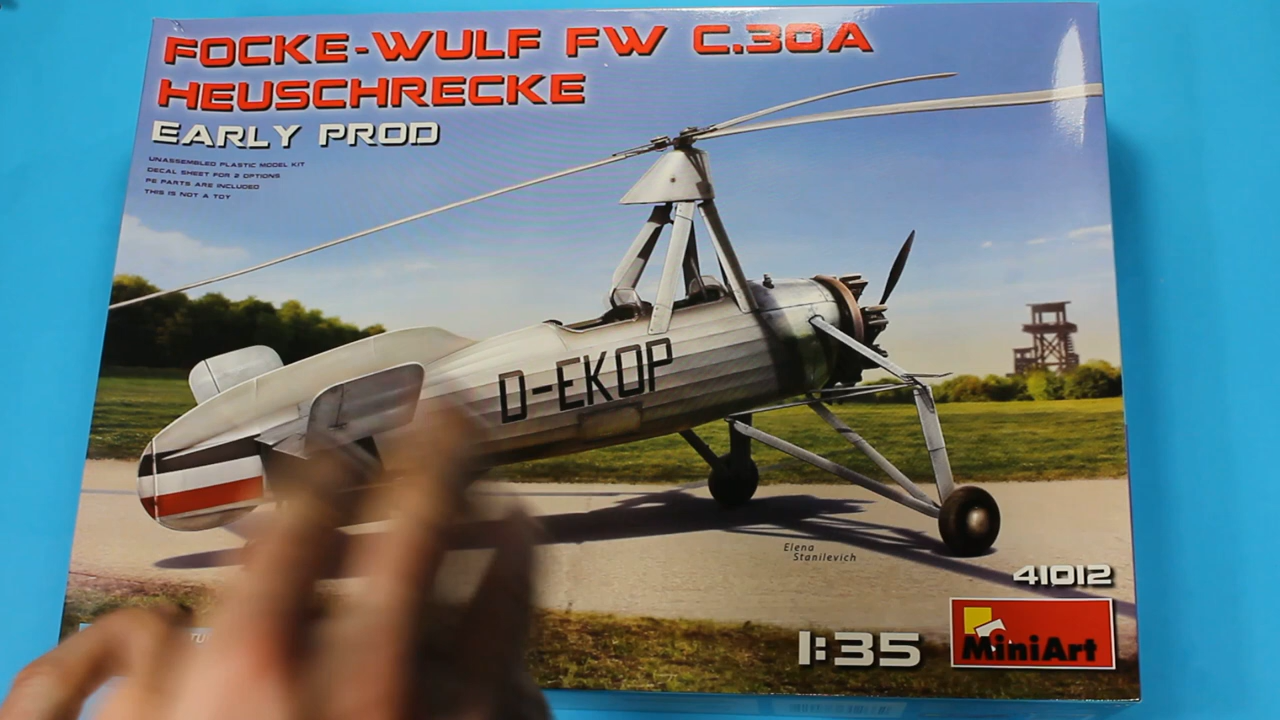 FOCKE-WULF FW C.30A
HEUSCHRECKE
EARLY PROD
UNASSEMBLED PLASTIC MODEL KIT
DECAL SHEET FOR 2 OPTIONS
PE PARTS ARE INCLUDED
THIS IS NOT A TOY
D-EKOP
Elena
Stanilevich
41012
1:35
MiniArt